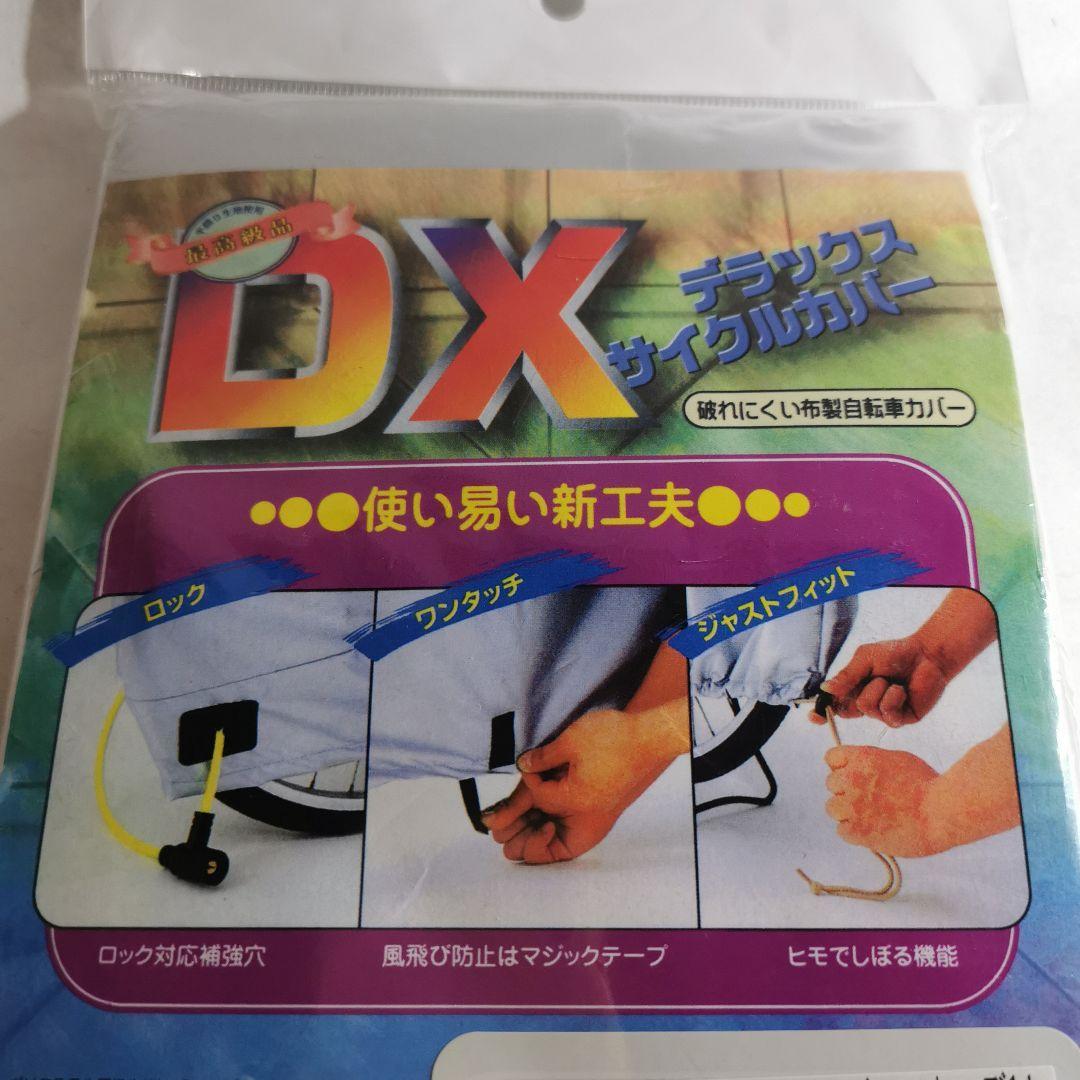 最高級品
DX
デラックス
サイクルカバー
破れにくい布製自転車カバー
●●●使い易い新工夫●●●
ロック
ワンタッチ
ジャストフィット
ロック対応補強穴
風飛び防止はマジックテープ
ヒモでしぼる機能